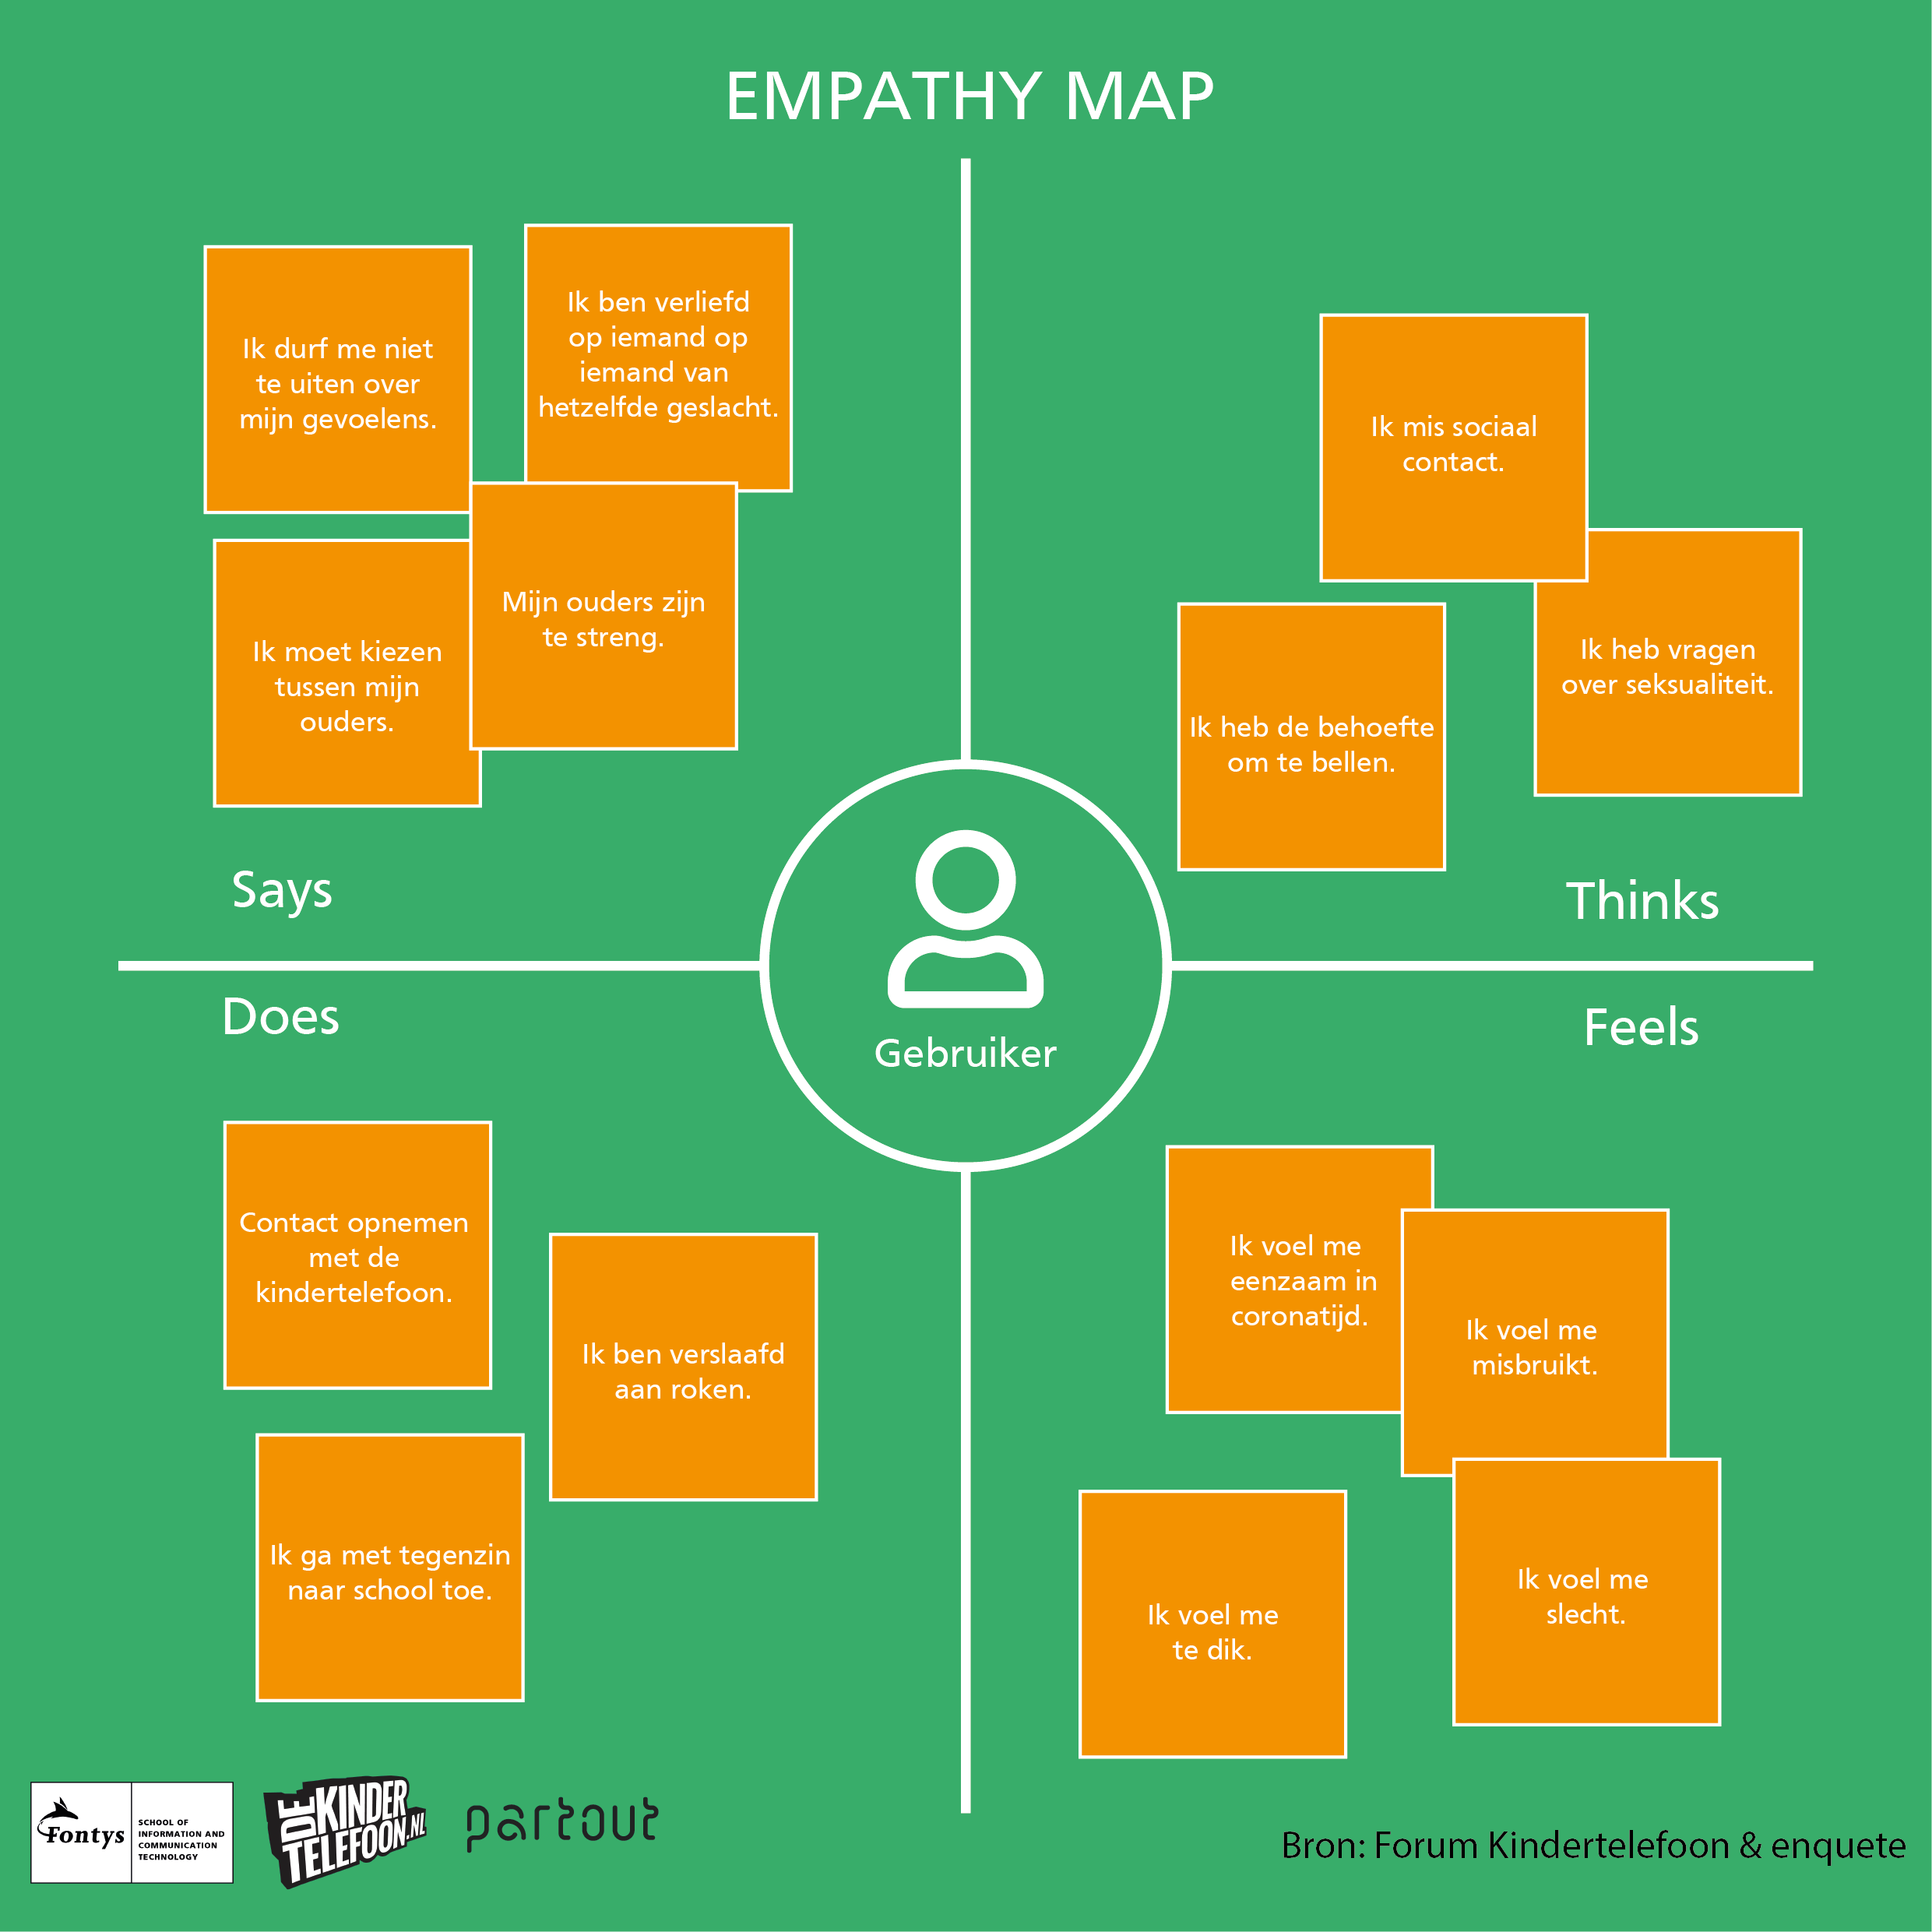 EMPATHY MAP
Ik durf me niet
te uiten over
mijn gevoelens.
Ik ben verliefd
op iemand op
iemand van
hetzelfde geslacht.
Ik moet kiezen
tussen mijn
ouders.
Mijn ouders zijn
te streng.
Says
Ik mis sociaal
contact.
Ik heb vragen
over seksualiteit.
Ik heb de behoefte
om te bellen.
Thinks
Gebruiker
Does
Contact opnemen
met de
kindertelefoon.
Ik ben verslaafd
aan roken.
Ik ga met tegenzin
naar school toe.
Feels
Ik voel me
eenzaam in
coronatijd.
Ik voel me
misbruikt.
Ik voel me
te dik.
Ik voel me
slecht.
Fontys
SCHOOL OF
INFORMATION AND
COMMUNICATION
TECHNOLOGY
DE KINDER
TELEFOON.NL
partout
Bron: Forum Kindertelefoon & enquete